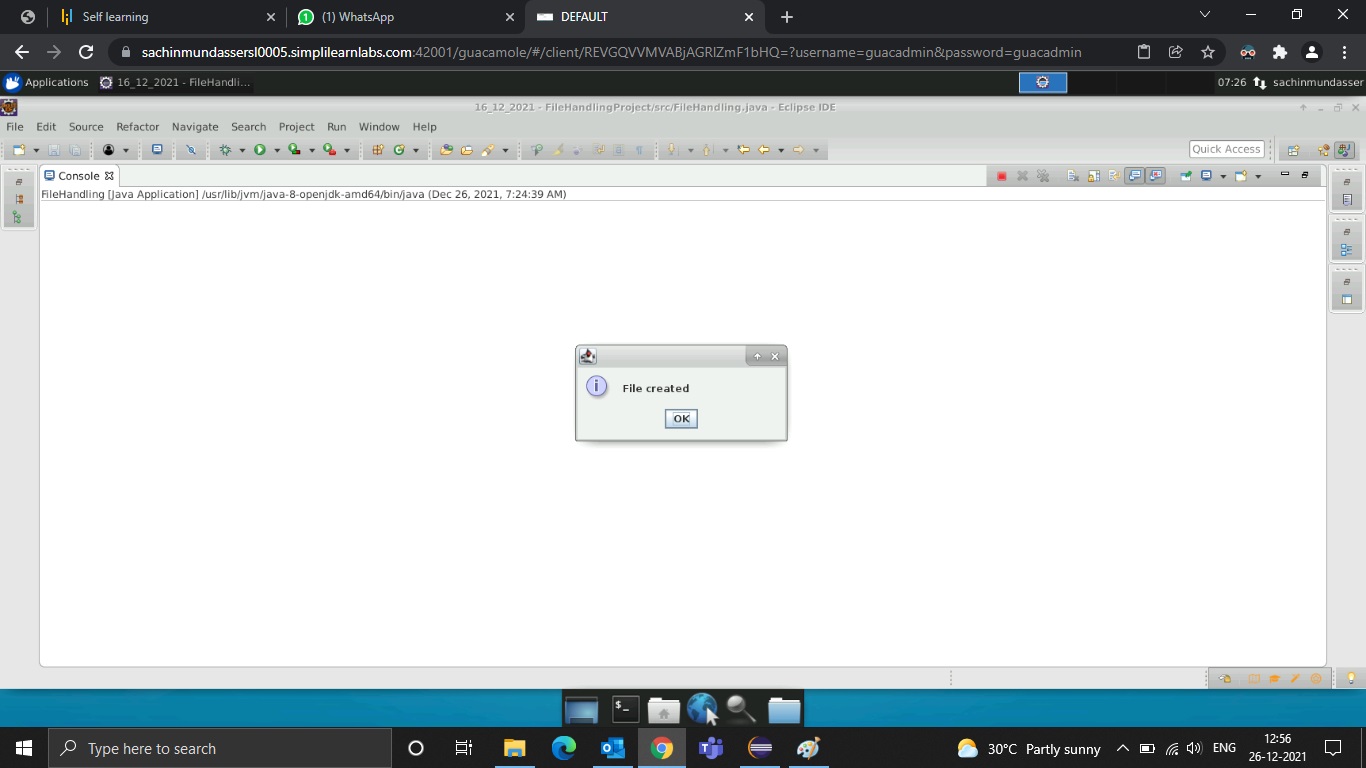 Self learning
(1) WhatsApp
DEFAULT
sachinmundassersl0005.simplilearnlabs.com:42001/guacamole/#/client/REVGQVVMVABjAGRlZmF1bHQ=?username=guacadmin&password=guacadmin
Applications
16_12_2021 - FileHandli...
07:26
sachinmundasser
16_12_2021 - FileHandlingProject/src/FileHandling.java - Eclipse IDE
File Edit Source Refactor Navigate Search Project Run Window Help
Quick Access
Console
FileHandling [Java Application] /usr/lib/jvm/java-8-openjdk-amd64/bin/java (Dec 26, 2021, 7:24:39 AM)
File created
OK
Type here to search
30°C Partly sunny
ENG
12:56
26-12-2021